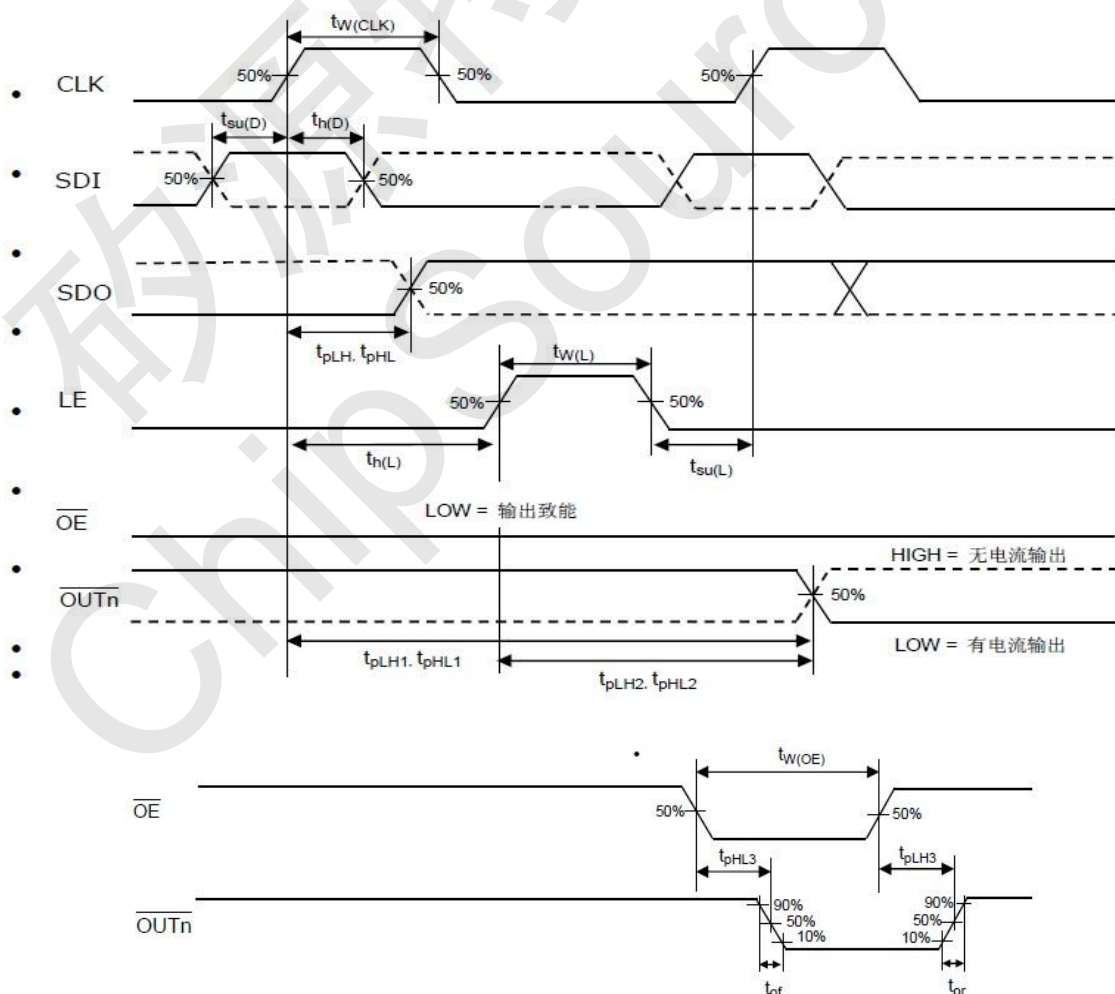 tW(CLK)
CLK
50%
50%
50%
tsu(D)
th(D)
SDI
50%
50%
SDO
50%
tpLH. tpHL
tW(L)
LE
50%
50%
th(L)
tsu(L)
LOW = 输出致能
OE
HIGH = 无电流输出
OUTn
50%
LOW = 有电流输出
tpLH1. tpHL1
tpLH2. tpHL2
tW(OE)
OE
50%
50%
tpHL3
tpLH3
OUTn
90%
50%
10%
90%
50%
10%
tof
tor
矽源
ChipSourc